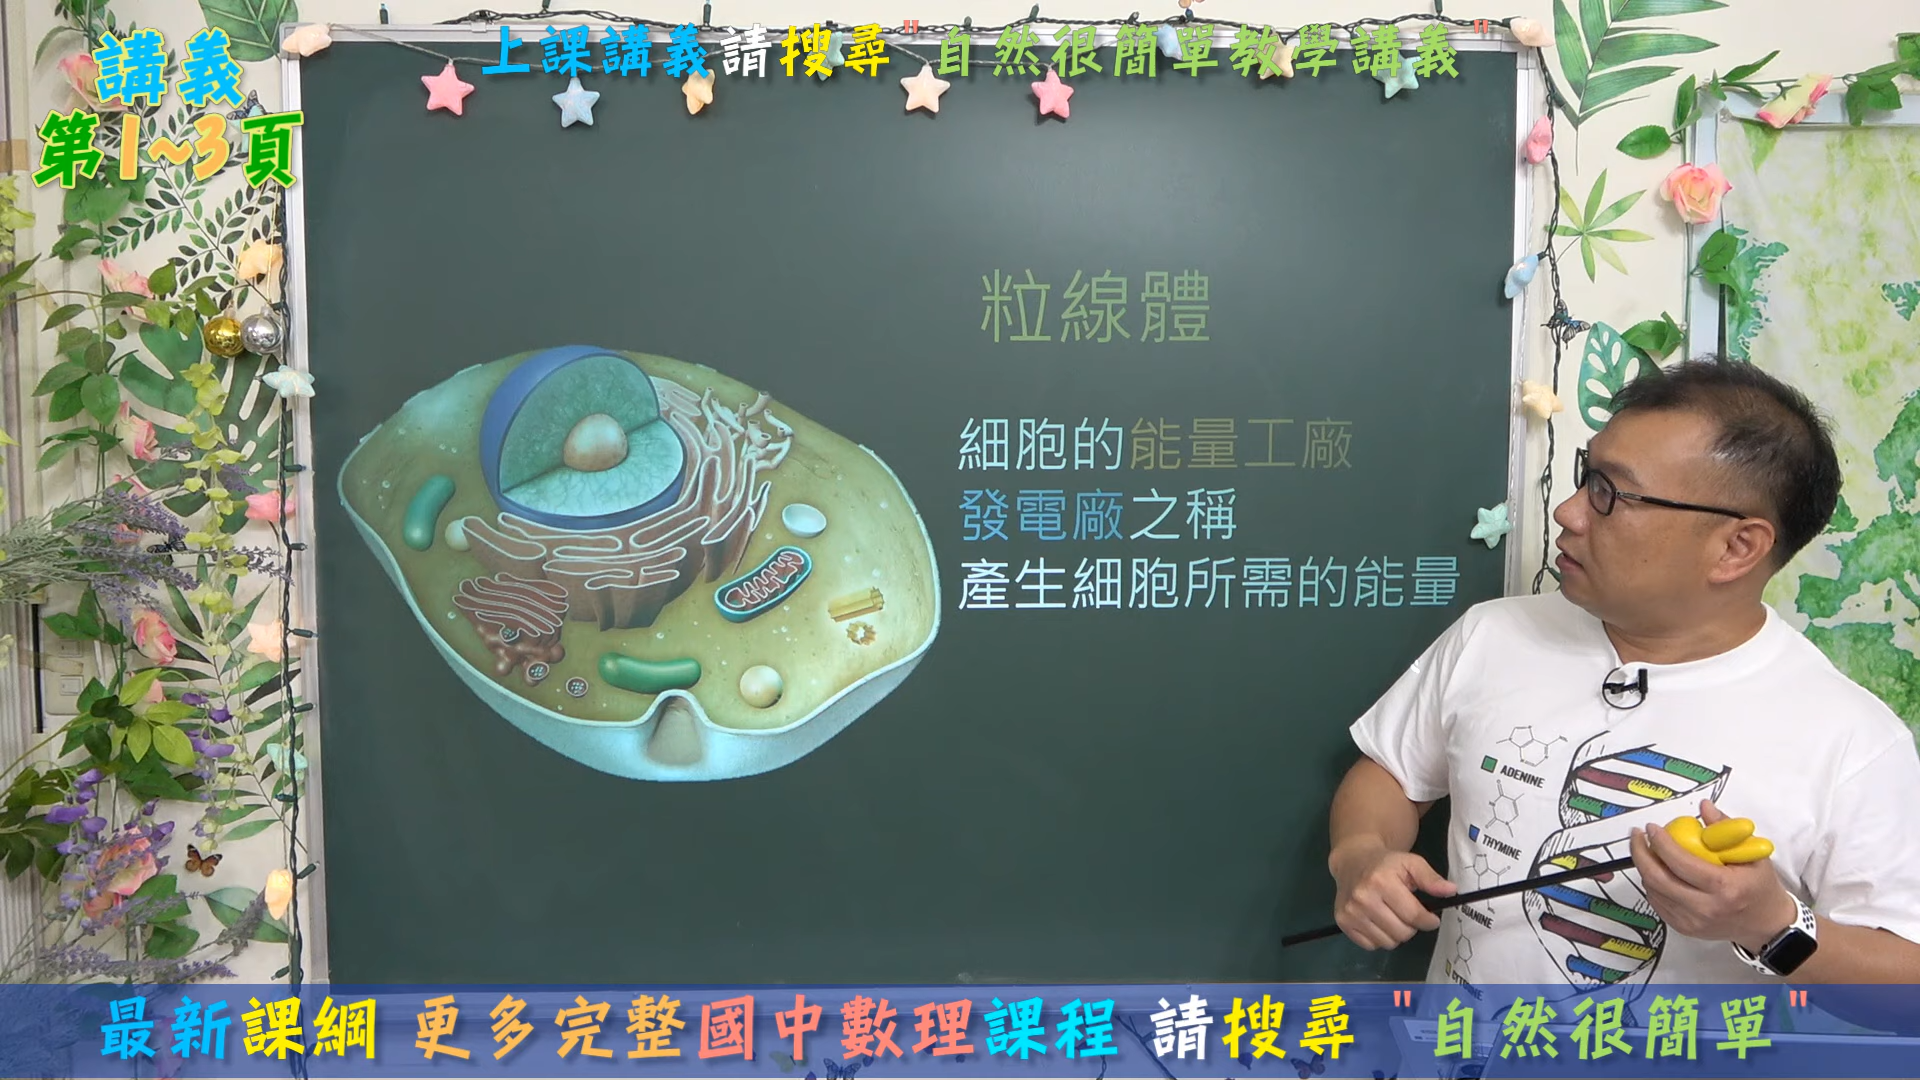 上課講義請搜尋"自然很簡單教學講義"
講義
第1~3頁
粒線體
細胞的能量工廠
發電廠之稱
產生細胞所需的能量
ADENINE
THYMINE
GUANINE
最新課綱 更多完整國中數理課程 請搜尋 "自然很簡單"